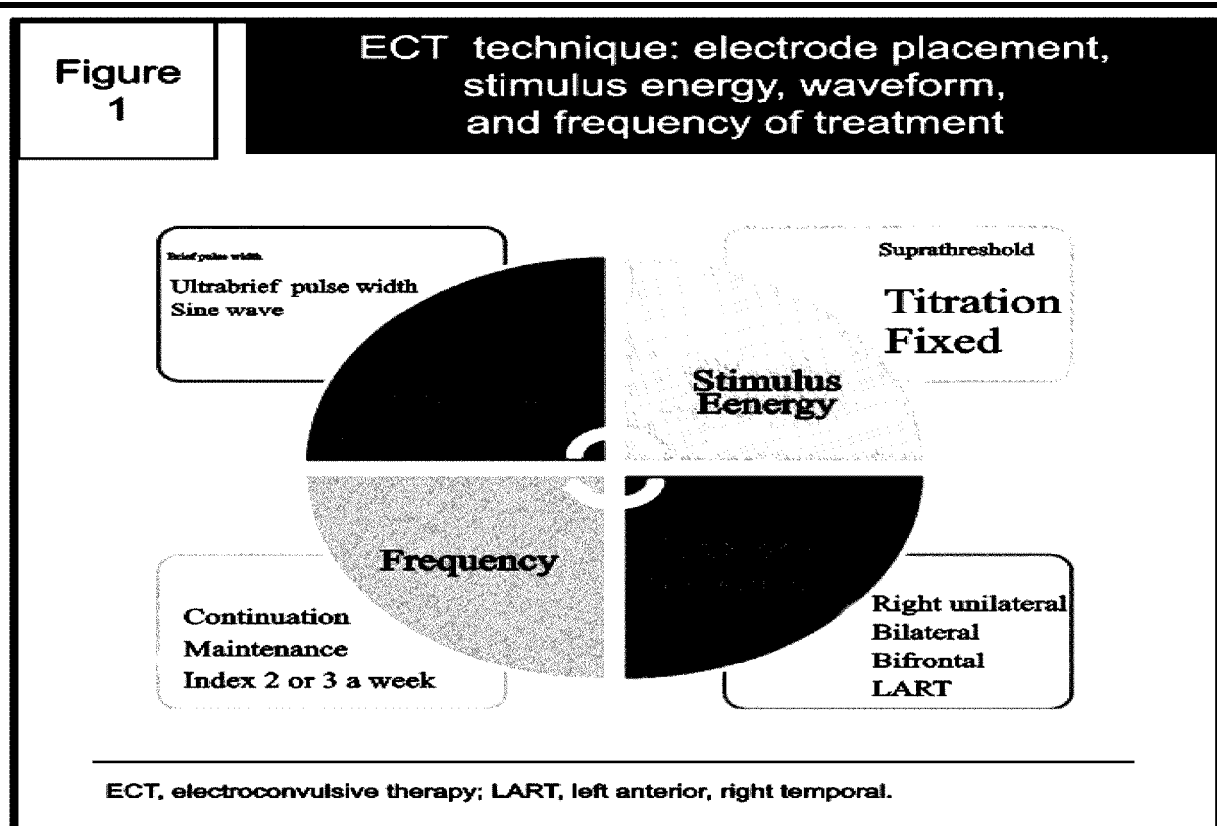 Figure
1
ECT technique: electrode placement,
stimulus energy, waveform,
and frequency of treatment
Brief pulse width
Ultrabrief pulse width
Sine wave
Suprathreshold
Titration
Fixed
Stimulus
Eenergy
Frequency
Continuation
Maintenance
Index 2 or 3 a week
Right unilateral
Bilateral
Bifrontal
LART
ECT, electroconvulsive therapy; LART, left anterior, right temporal.